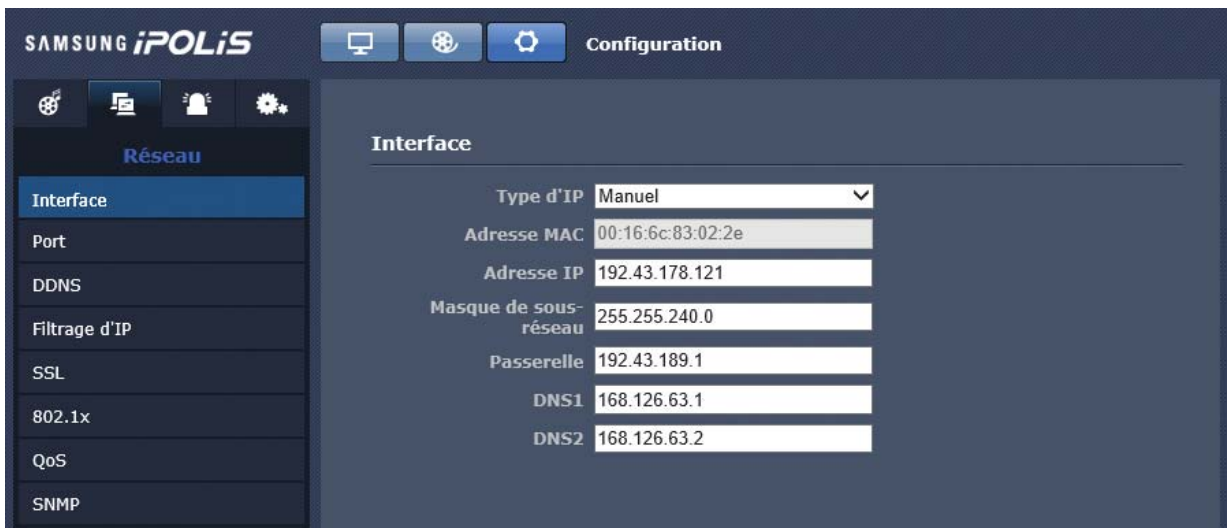 SAMSUNG iPOLiS
Configuration
Réseau
Interface
Port
DDNS
Filtrage d'IP
SSL
802.1x
QoS
SNMP
Interface
Type d'IP Manuel
Adresse MAC 00:16:6c:83:02:2e
Adresse IP 192.43.178.121
Masque de sous-
réseau 255.255.240.0
Passerelle 192.43.189.1
DNS1 168.126.63.1
DNS2 168.126.63.2